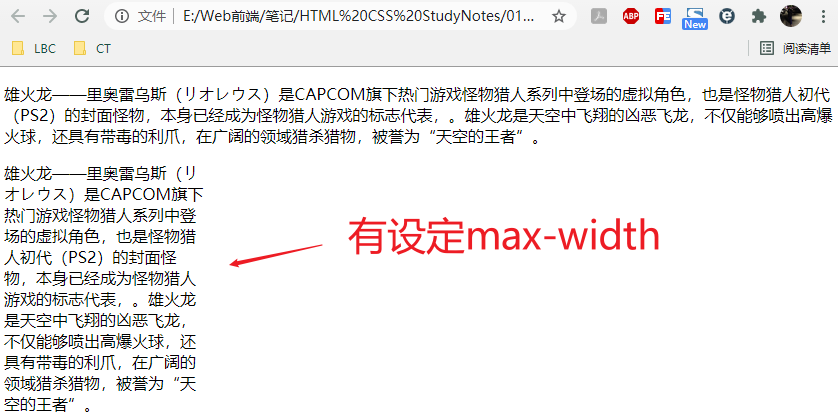 文件 E:/Web前端/笔记/HTML%20CSS%20StudyNotes/01...
ABP
FE
New
LBC CT 阅读清单
雄火龙——里奥雷乌斯（リオレウス）是CAPCOM旗下热门游戏怪物猎人系列中登场的虚拟角色，也是怪物猎人初代
（PS2）的封面怪物，本身已经成为怪物猎人游戏的标志代表，。雄火龙是天空中飞翔的凶恶飞龙，不仅能够喷出高爆
火球，还具有带毒的利爪，在广阔的领域猎杀猎物，被誉为“天空的王者”。
雄火龙——里奥雷乌斯（リ
オレウス）是CAPCOM旗下
热门游戏怪物猎人系列中登
场的虚拟角色，也是怪物猎
人初代（PS2）的封面怪
物，本身已经成为怪物猎人
游戏的标志代表，。雄火龙
是天空中飞翔的凶恶飞龙，
不仅能够喷出高爆火球，还
具有带毒的利爪，在广阔的
领域猎杀猎物，被誉为“天
空的王者”。
有设定max-width